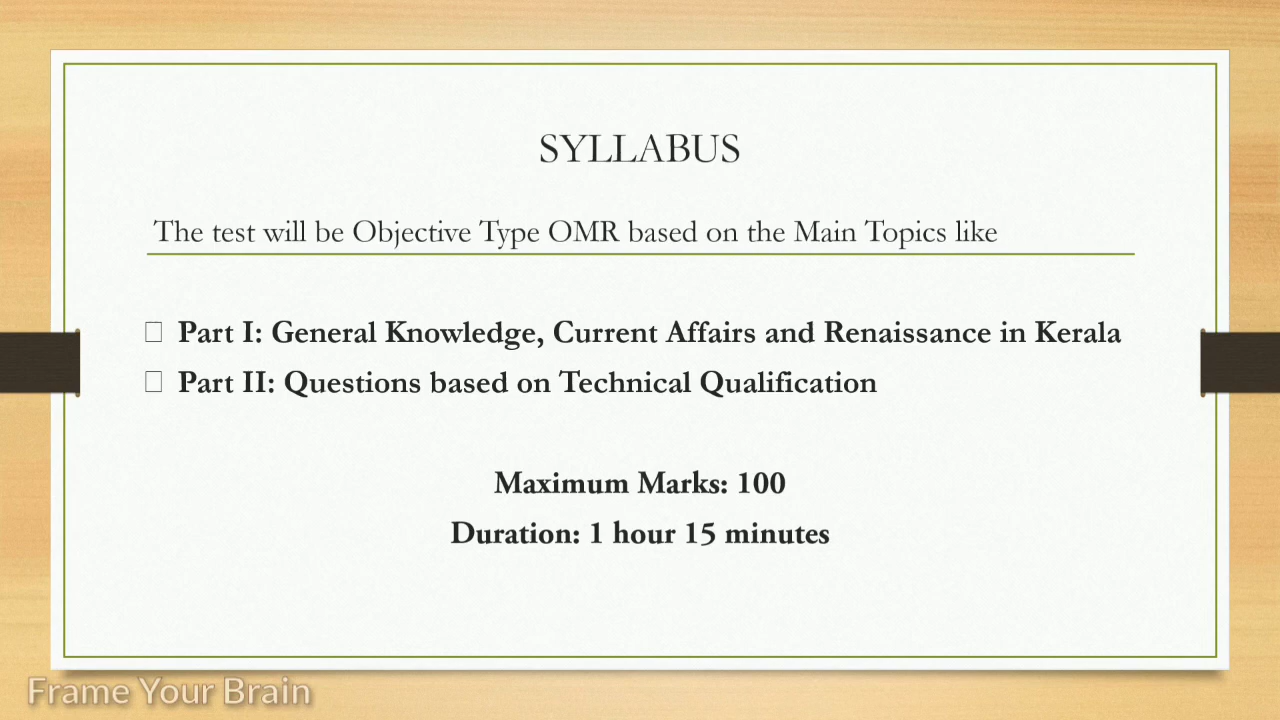 SYLLABUS
The test will be Objective Type OMR based on the Main Topics like
Part I: General Knowledge, Current Affairs and Renaissance in Kerala
Part II: Questions based on Technical Qualification
Maximum Marks: 100
Duration: 1 hour 15 minutes
Frame Your Brain